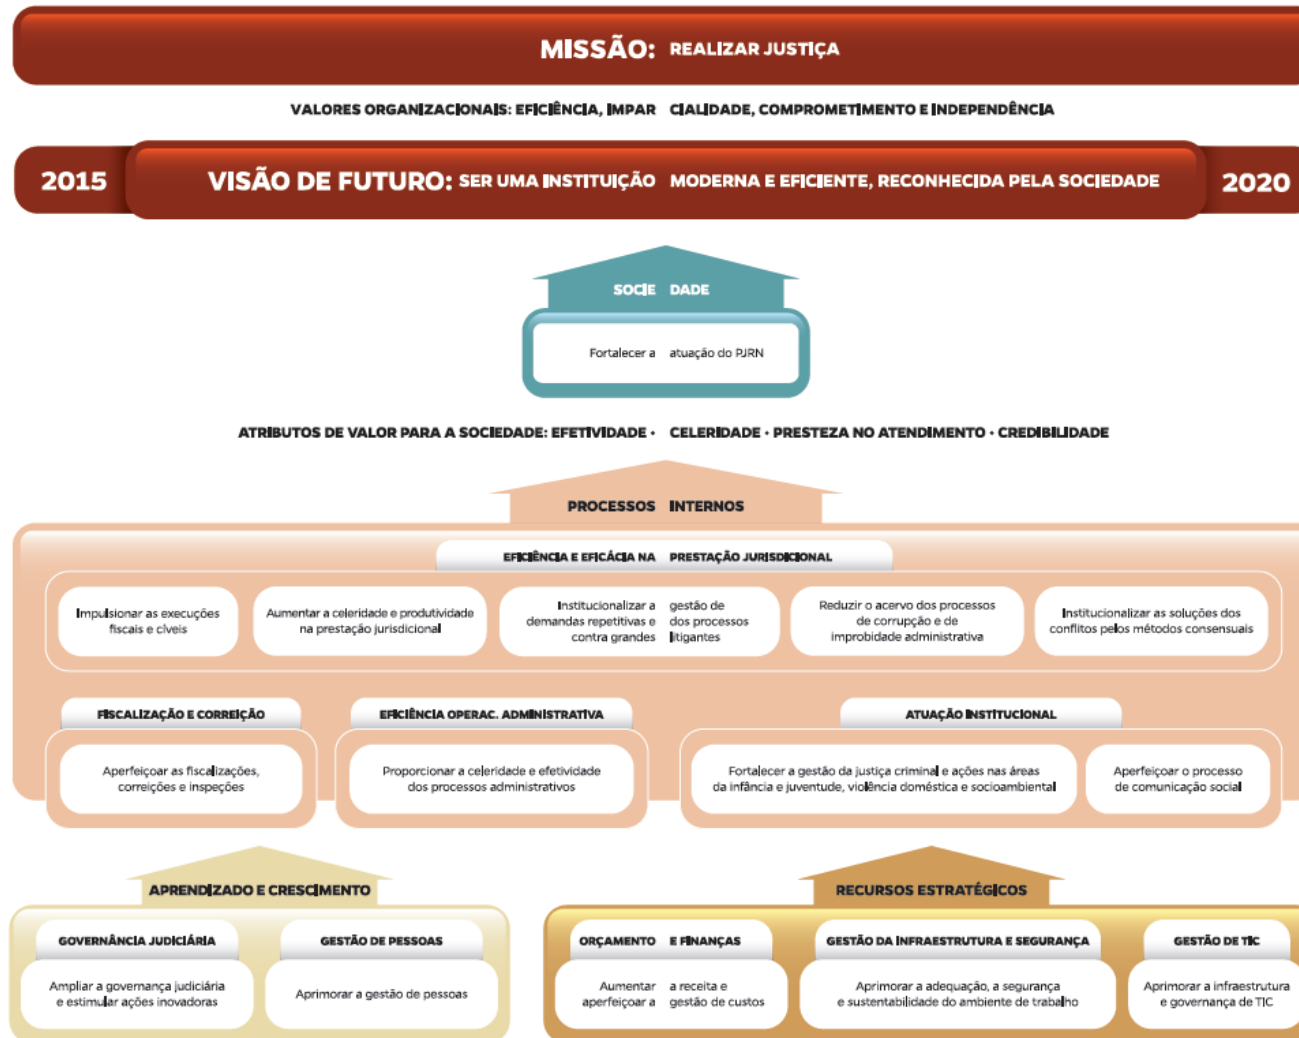 MISSÃO: REALIZAR JUSTIÇA
VALORES ORGANIZACIONAIS: EFICIÊNCIA, IMPAR CIALIDADE, COMPROMETIMENTO E INDEPENDÊNCIA
2015
VISÃO DE FUTURO: SER UMA INSTITUIÇÃO MODERNA E EFICIENTE, RECONHECIDA PELA SOCIEDADE
2020
SOCIE DADE
Fortalecer a atuação do PJRN
ATRIBUTOS DE VALOR PARA A SOCIEDADE: EFETIVIDADE • CELERIDADE • PRESTEZA NO ATENDIMENTO • CREDIBILIDADE
PROCESSOS INTERNOS
EFICIÊNCIA E EFICÁCIA NA PRESTAÇÃO JURISDICIONAL
Impulsionar as execuções
fiscais e cíveis
Aumentar a celeridade e produtividade
na prestação jurisdicional
Institucionalizar a gestão de
demandas repetitivas e dos processos
contra grandes litigantes
Reduzir o acervo dos processos
de corrupção e de
improbidade administrativa
Institucionalizar as soluções dos
conflitos pelos métodos consensuais
FISCALIZAÇÃO E CORREIÇÃO
Aperfeiçoar as fiscalizações,
correições e inspeções
EFICIÊNCIA OPERAC. ADMINISTRATIVA
Proporcionar a celeridade e efetividade
dos processos administrativos
ATUAÇÃO INSTITUCIONAL
Fortalecer a gestão da justiça criminal e ações nas áreas
da infância e juventude, violência doméstica e socioambiental
Aperfeiçoar o processo
de comunicação social
APRENDIZADO E CRESCIMENTO
GOVERNÂNCIA JUDICIÁRIA
Ampliar a governança judiciária
e estimular ações inovadoras
GESTÃO DE PESSOAS
Aprimorar a gestão de pessoas
RECURSOS ESTRATÉGICOS
ORÇAMENTO E FINANÇAS
Aumentar a receita e
aperfeiçoar a gestão de custos
GESTÃO DA INFRAESTRUTURA E SEGURANÇA
Aprimorar a adequação, a segurança
e sustentabilidade do ambiente de trabalho
GESTÃO DE TIC
Aprimorar a infraestrutura
e governança de TIC